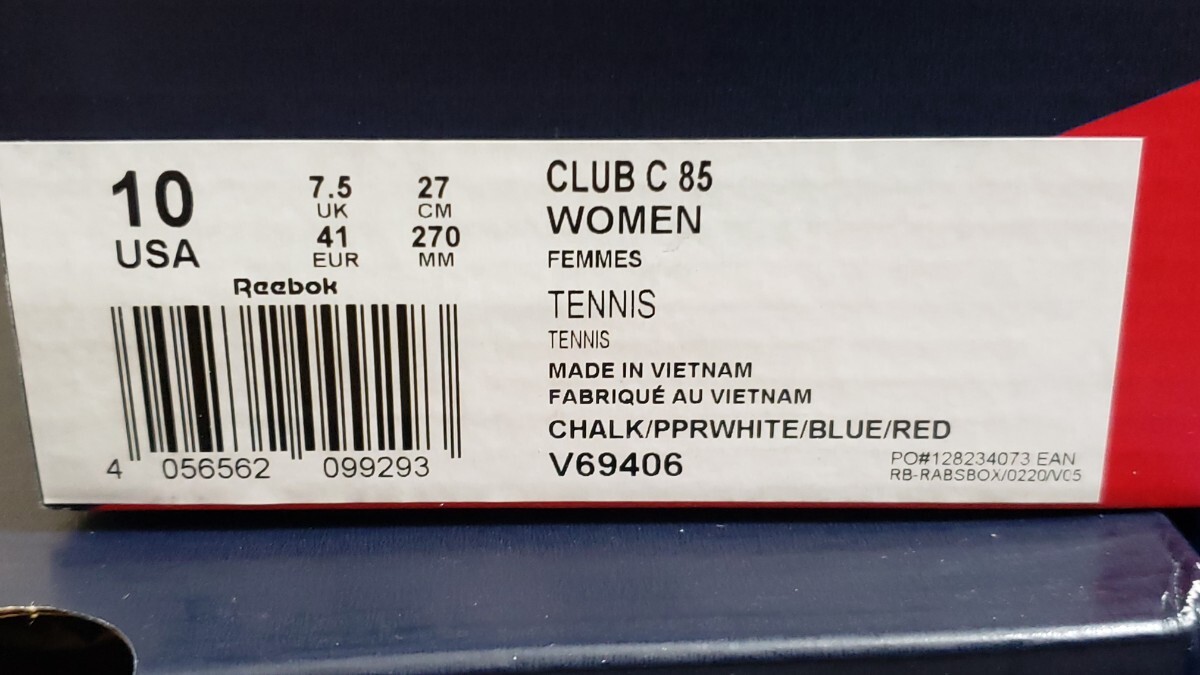 10
USA
7.5
UK
41
EUR
27
CM
270
MM
Reebok
4 056562 099293
CLUB C 85
WOMEN
FEMMES
TENNIS
TENNIS
MADE IN VIETNAM
FABRIQUÉ AU VIETNAM
CHALK/PPRWHITE/BLUE/RED
V69406
PO#128234073 EAN
RB-RABSBOX/0220/V05